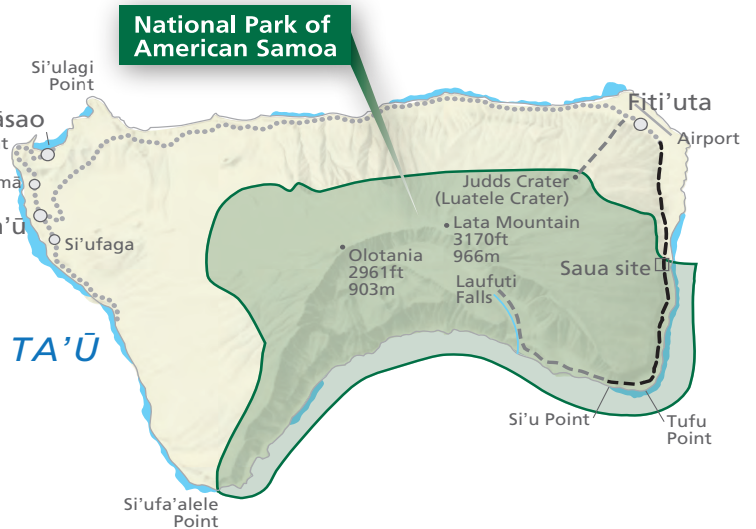 National Park of
American Samoa
Si'ulagi
Point
Fiti'uta
Airport
Judds Crater
(Luatele Crater)
Lata Mountain
3170ft
966m
Olotania
2961ft
903m
Saua site
Laufuti
Falls
Si'ufaga
TA'Ū
Si'u Point
Tufu
Point
Si'ufa'alele
Point